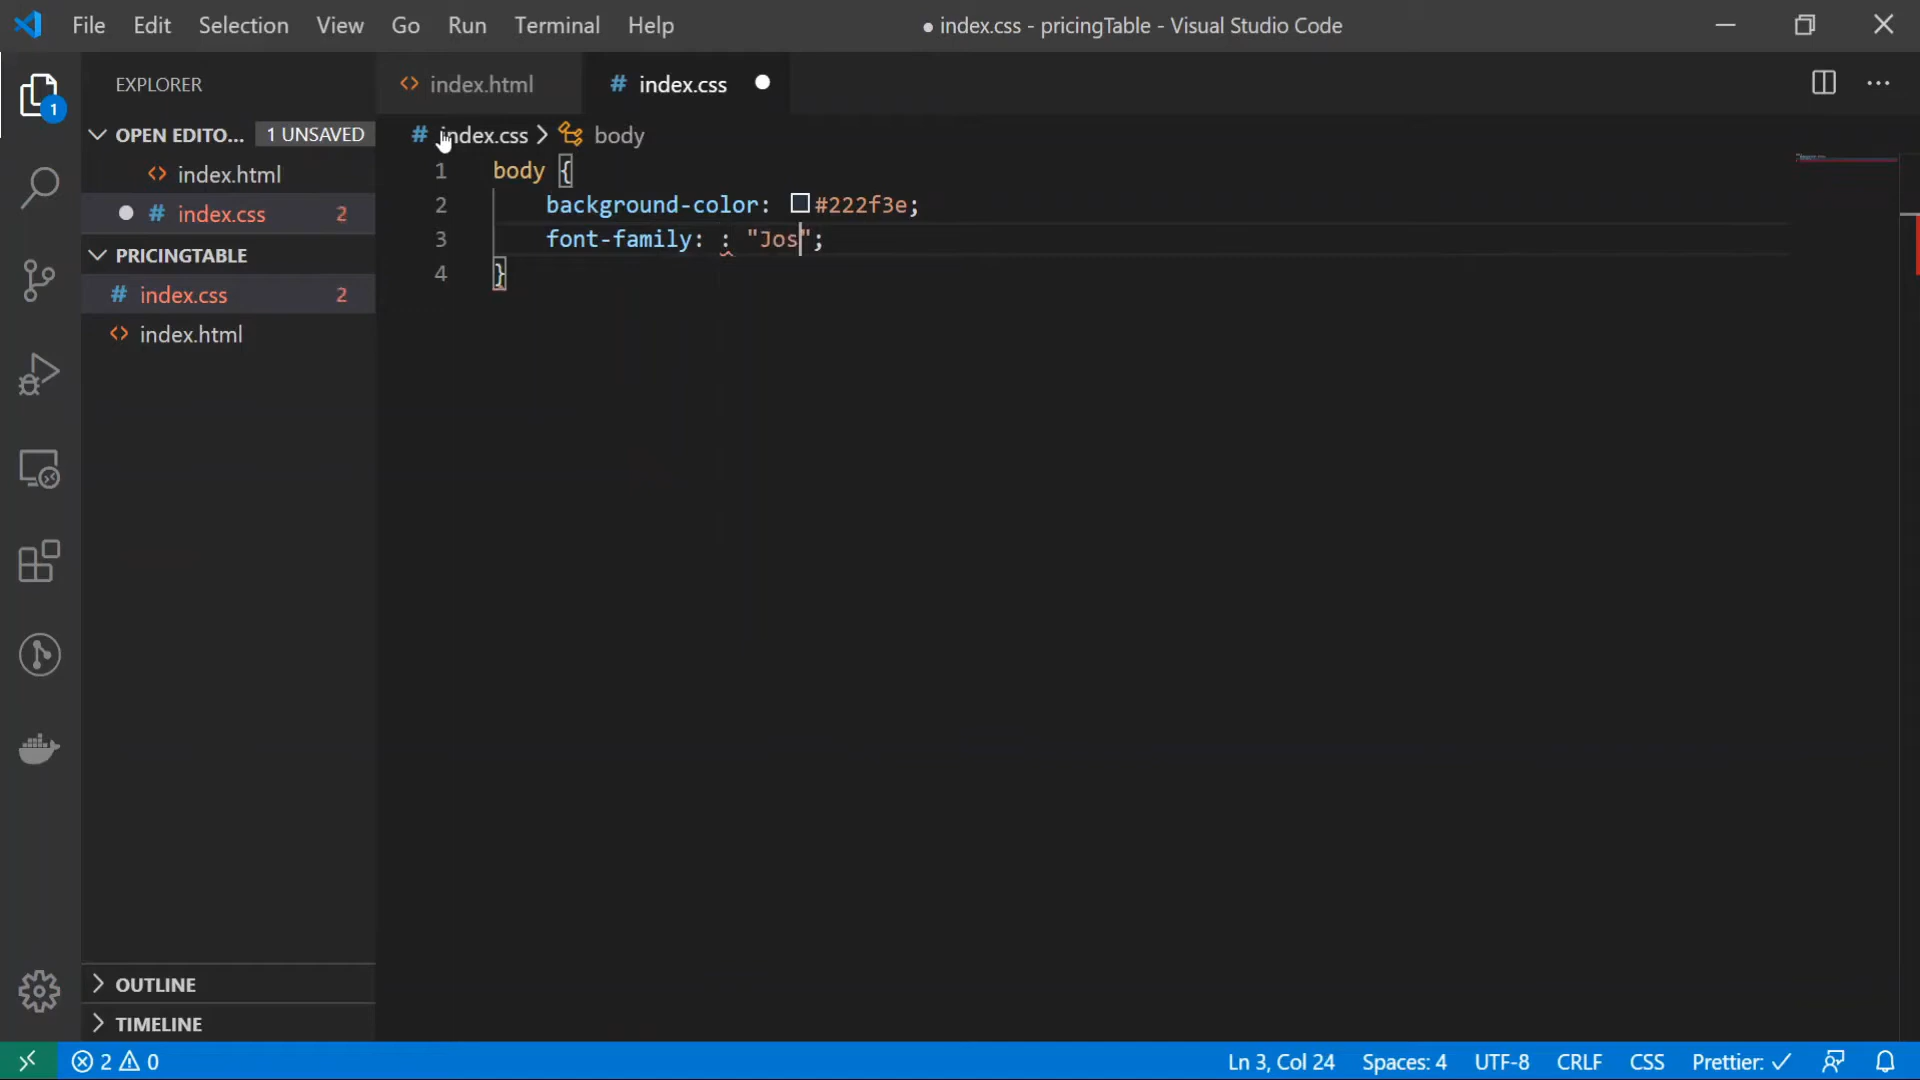 File Edit Selection View Go Run Terminal Help ● index.css - pricingTable - Visual Studio Code
EXPLORER
OPEN EDITO... 1 UNSAVED
<> index.html
● # index.css 2
PRICINGTABLE
# index.css 2
<> index.html
OUTLINE
TIMELINE
1
<> index.html # index.css ●
# index.css > body
1 body {
2 background-color: #222f3e;
3 font-family: : "Jos";
4 }
2 0 Ln 3, Col 24 Spaces: 4 UTF-8 CRLF CSS Prettier: ✓